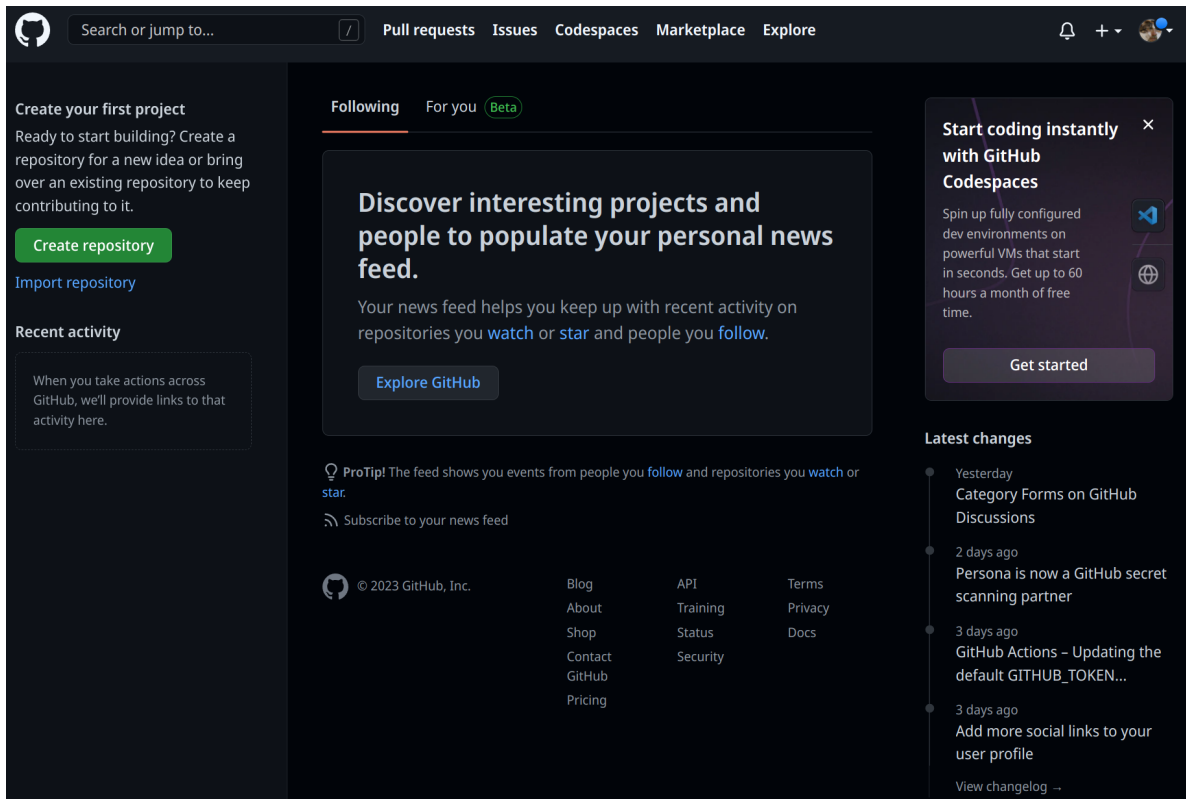 Search or jump to...
/
Pull requests
Issues
Codespaces
Marketplace
Explore
Create your first project
Ready to start building? Create a
repository for a new idea or bring
over an existing repository to keep
contributing to it.
Create repository
Import repository
Recent activity
When you take actions across
GitHub, we'll provide links to that
activity here.
Following
For you
Beta
Discover interesting projects and
people to populate your personal news
feed.
Your news feed helps you keep up with recent activity on
repositories you watch or star and people you follow.
Explore GitHub
ProTip! The feed shows you events from people you follow and repositories you watch or
star.
Subscribe to your news feed
© 2023 GitHub, Inc.
Blog
About
Shop
Contact
GitHub
Pricing
API
Training
Status
Security
Terms
Privacy
Docs
Start coding instantly
with GitHub
Codespaces
Spin up fully configured
dev environments on
powerful VMs that start
in seconds. Get up to 60
hours a month of free
time.
Get started
Latest changes
Yesterday
Category Forms on GitHub
Discussions
2 days ago
Persona is now a GitHub secret
scanning partner
3 days ago
GitHub Actions – Updating the
default GITHUB_TOKEN...
3 days ago
Add more social links to your
user profile
View changelog →